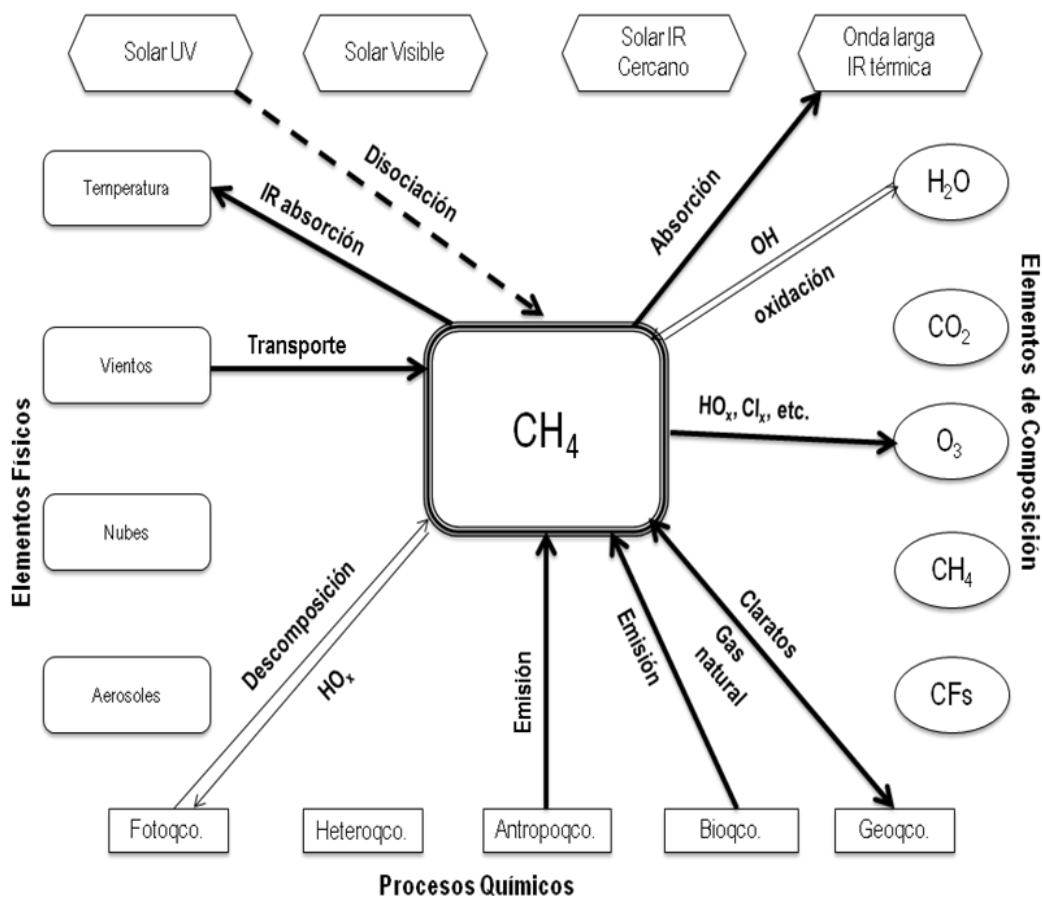 Solar UV
Solar Visible
Solar IR
Cercano
Onda larga
IR térmica
Disociación
Absorción
Temperatura
IR absorción
OH
oxidación
H₂O
Vientos
Transporte
CO₂
CH₄
HOₓ, Clₓ, etc.
O₃
Elementos Físicos
Elementos de Composición
Nubes
CH₄
Descomposición
HOₓ
Emisión
Emisión
Claratos
Gas
natural
Aerosoles
CFs
Fotoqco.
Heteroqco.
Antropoqco.
Bioqco.
Geoqco.
Procesos Químicos